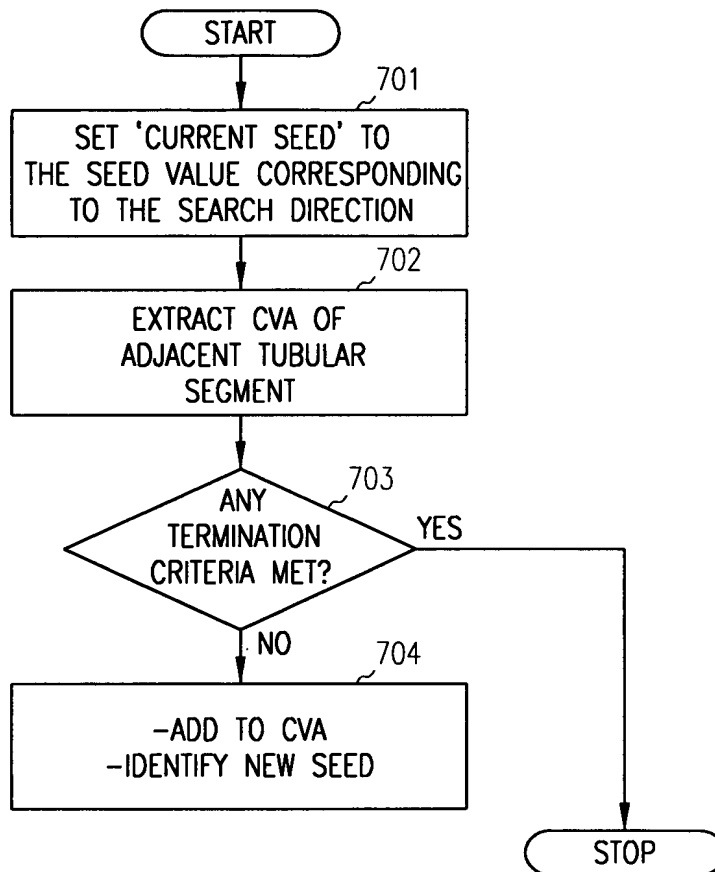 START
701
SET 'CURRENT SEED' TO
THE SEED VALUE CORRESPONDING
TO THE SEARCH DIRECTION
702
EXTRACT CVA OF
ADJACENT TUBULAR
SEGMENT
703
ANY
TERMINATION
CRITERIA MET?
YES
NO
704
-ADD TO CVA
-IDENTIFY NEW SEED
STOP